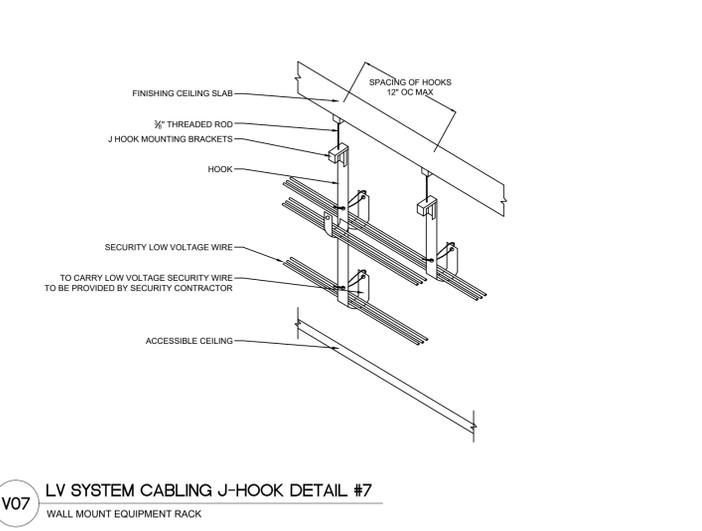 SPACING OF HOOKS
12" OC MAX
FINISHING CEILING SLAB
⅜" THREADED ROD
J HOOK MOUNTING BRACKETS
HOOK
SECURITY LOW VOLTAGE WIRE
TO CARRY LOW VOLTAGE SECURITY WIRE
TO BE PROVIDED BY SECURITY CONTRACTOR
ACCESSIBLE CEILING
V07
LV SYSTEM CABLING J-HOOK DETAIL #7
WALL MOUNT EQUIPMENT RACK